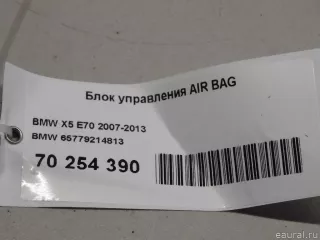 Блок управления AIR BAG
BMW X5 E70 2007-2013
BMW 65779214813
70 254 390
eaural.ru